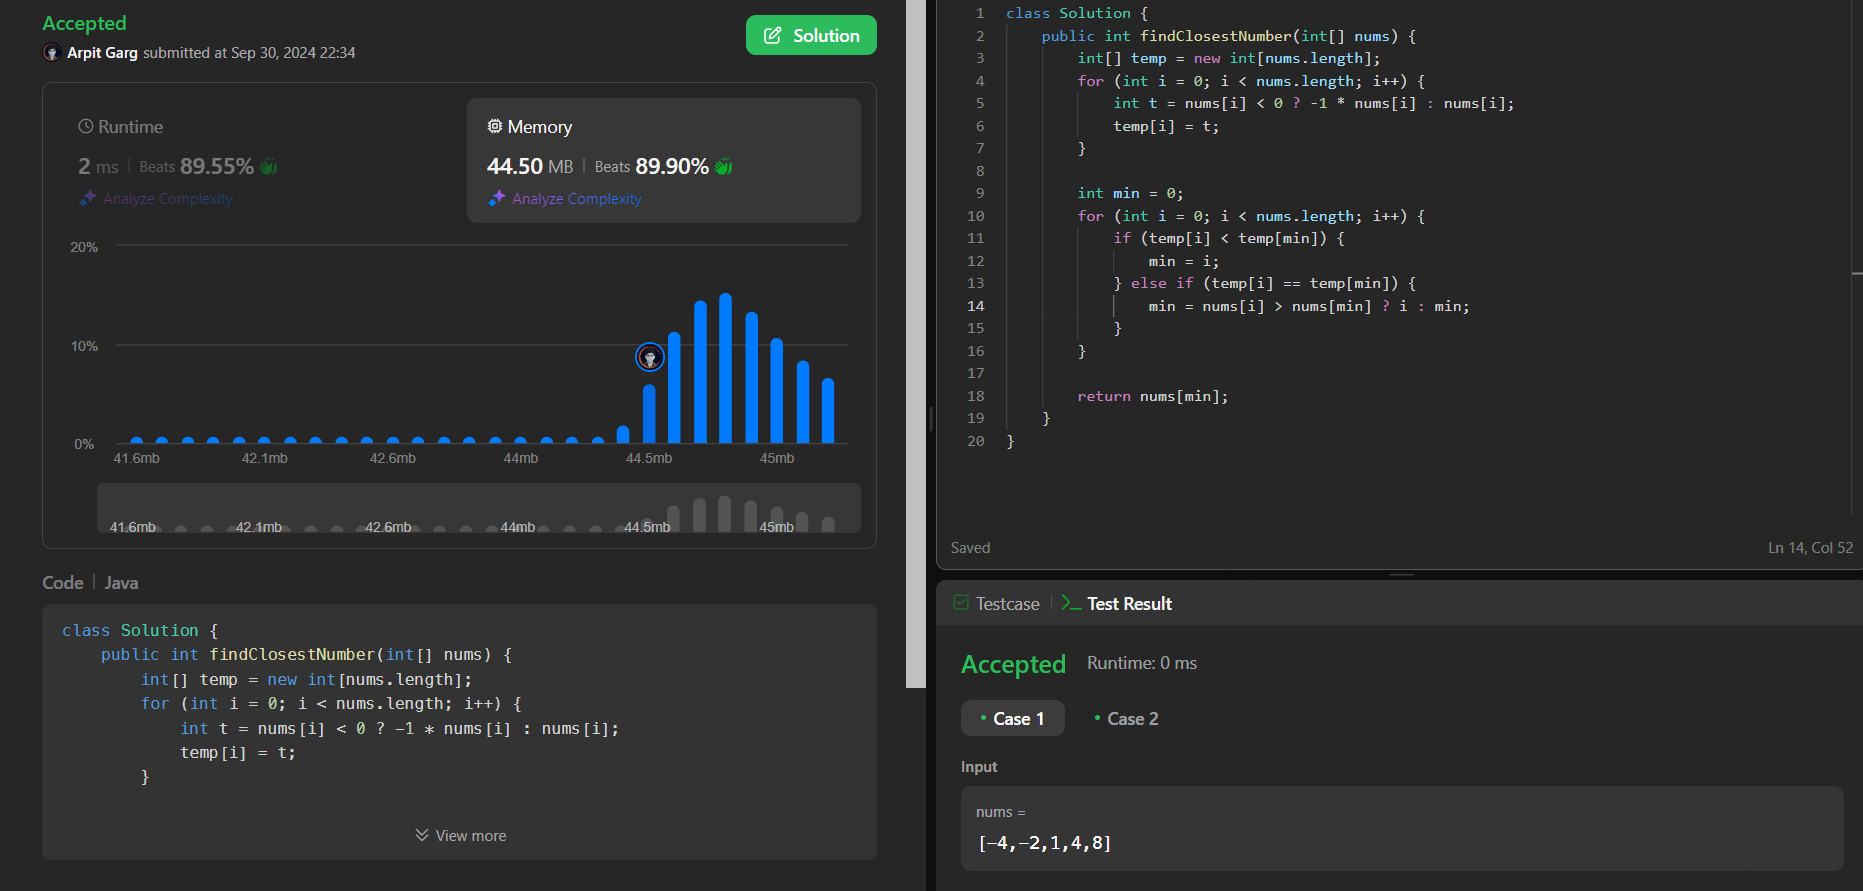 Accepted
Arpit Garg submitted at Sep 30, 2024 22:34
Solution
Runtime
2 ms | Beats 89.55%
Analyze Complexity
Memory
44.50 MB | Beats 89.90%
Analyze Complexity
20%
10%
0%
41.6mb 42.1mb 42.6mb 44mb 44.5mb 45mb
41.6mb 42.1mb 42.6mb 44mb 44.5mb 45mb
Code | Java
class Solution {
    public int findClosestNumber(int[] nums) {
        int[] temp = new int[nums.length];
        for (int i = 0; i < nums.length; i++) {
            int t = nums[i] < 0 ? -1 * nums[i] : nums[i];
            temp[i] = t;
        }
View more
1 class Solution {
2     public int findClosestNumber(int[] nums) {
3         int[] temp = new int[nums.length];
4         for (int i = 0; i < nums.length; i++) {
5             int t = nums[i] < 0 ? -1 * nums[i] : nums[i];
6             temp[i] = t;
7         }
8
9         int min = 0;
10         for (int i = 0; i < nums.length; i++) {
11             if (temp[i] < temp[min]) {
12                 min = i;
13             } else if (temp[i] == temp[min]) {
14                 min = nums[i] > nums[min] ? i : min;
15             }
16         }
17
18         return nums[min];
19     }
20 }
Saved
Ln 14, Col 52
Testcase | Test Result
Accepted Runtime: 0 ms
Case 1 Case 2
Input
nums =
[-4,-2,1,4,8]